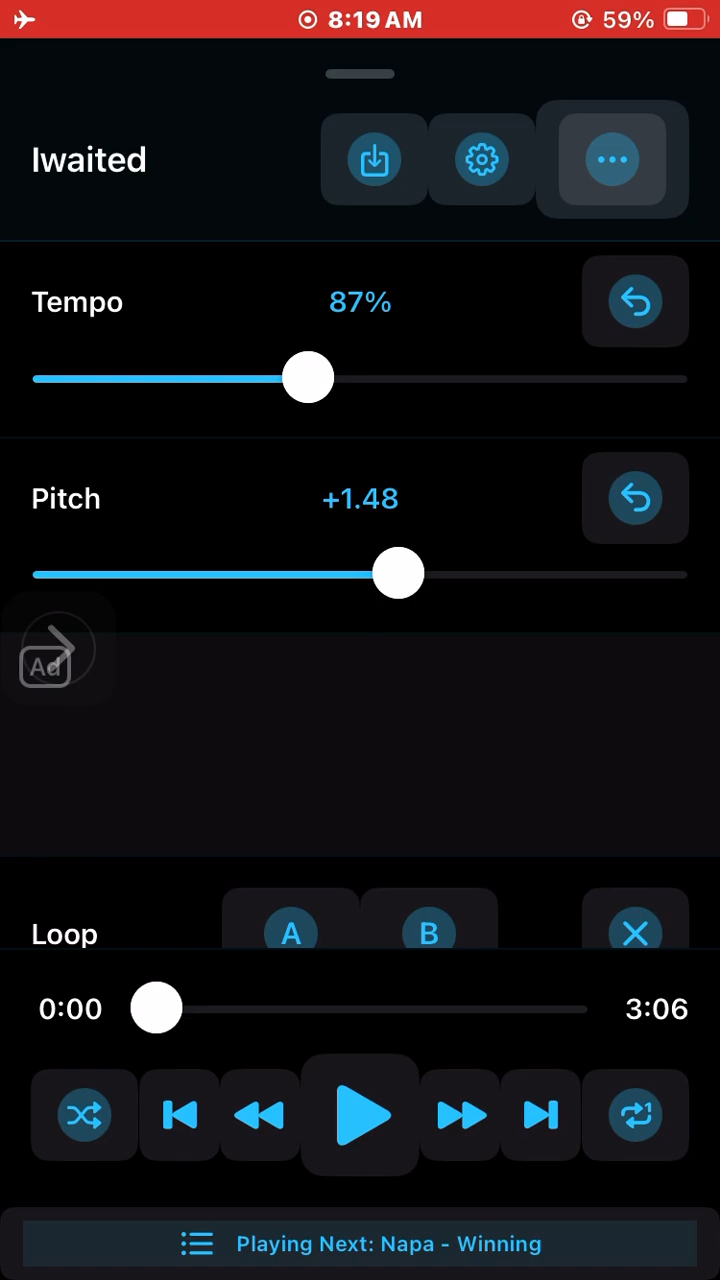 8:19 AM
59%
Iwaited
Tempo
87%
Pitch
+1.48
Ad
Loop
A
B
0:00
3:06
1
Playing Next: Napa - Winning